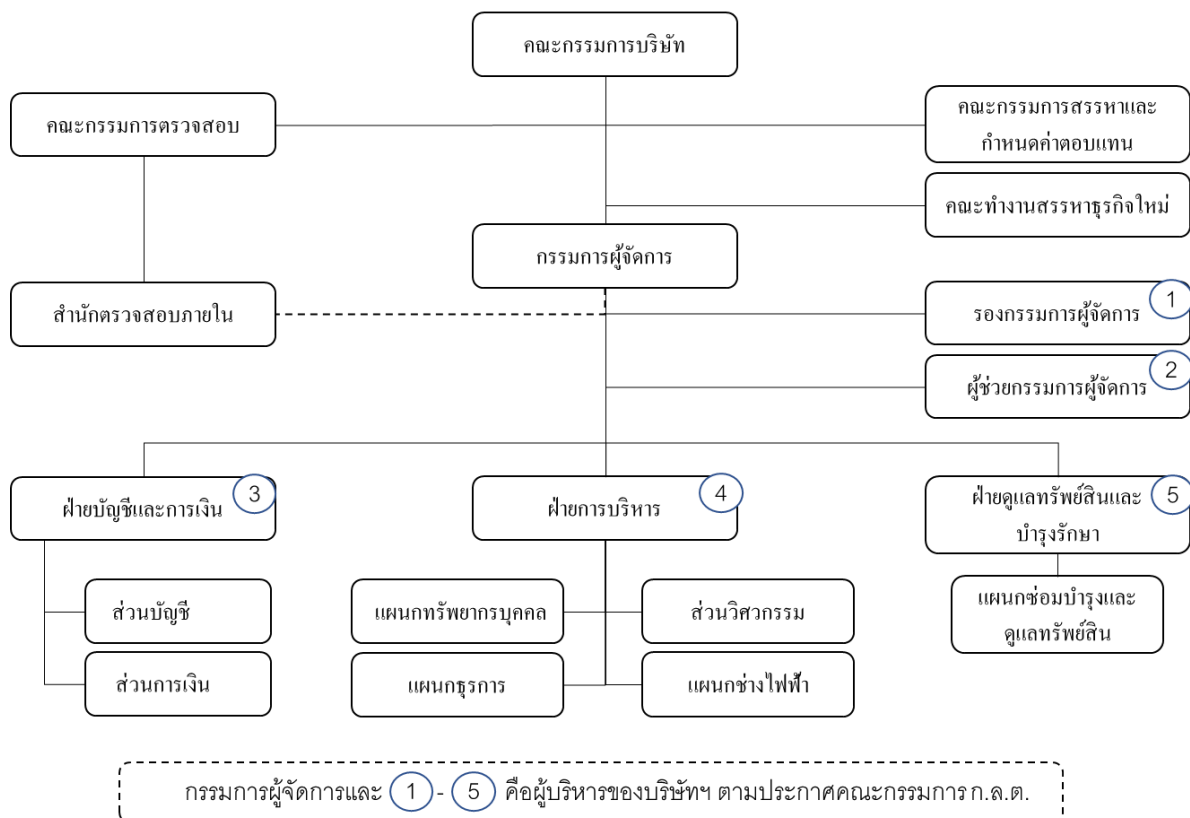 คณะกรรมการบริษัท
คณะกรรมการตรวจสอบ
คณะกรรมการสรรหาและ
กำหนดค่าตอบแทน
คณะทำงานสรรหาธุรกิจใหม่
กรรมการผู้จัดการ
สำนักตรวจสอบภายใน
รองกรรมการผู้จัดการ
1
ผู้ช่วยกรรมการผู้จัดการ
2
ฝ่ายบัญชีและการเงิน
3
ฝ่ายการบริหาร
4
ฝ่ายดูแลทรัพย์สินและ
บำรุงรักษา
5
ส่วนบัญชี
ส่วนการเงิน
แผนกทรัพยากรบุคคล
ส่วนวิศวกรรม
แผนกธุรการ
แผนกช่างไฟฟ้า
แผนกซ่อมบำรุงและ
ดูแลทรัพย์สิน
กรรมการผู้จัดการและ 1 - 5 คือผู้บริหารของบริษัทฯ ตามประกาศคณะกรรมการ ก.ล.ต.